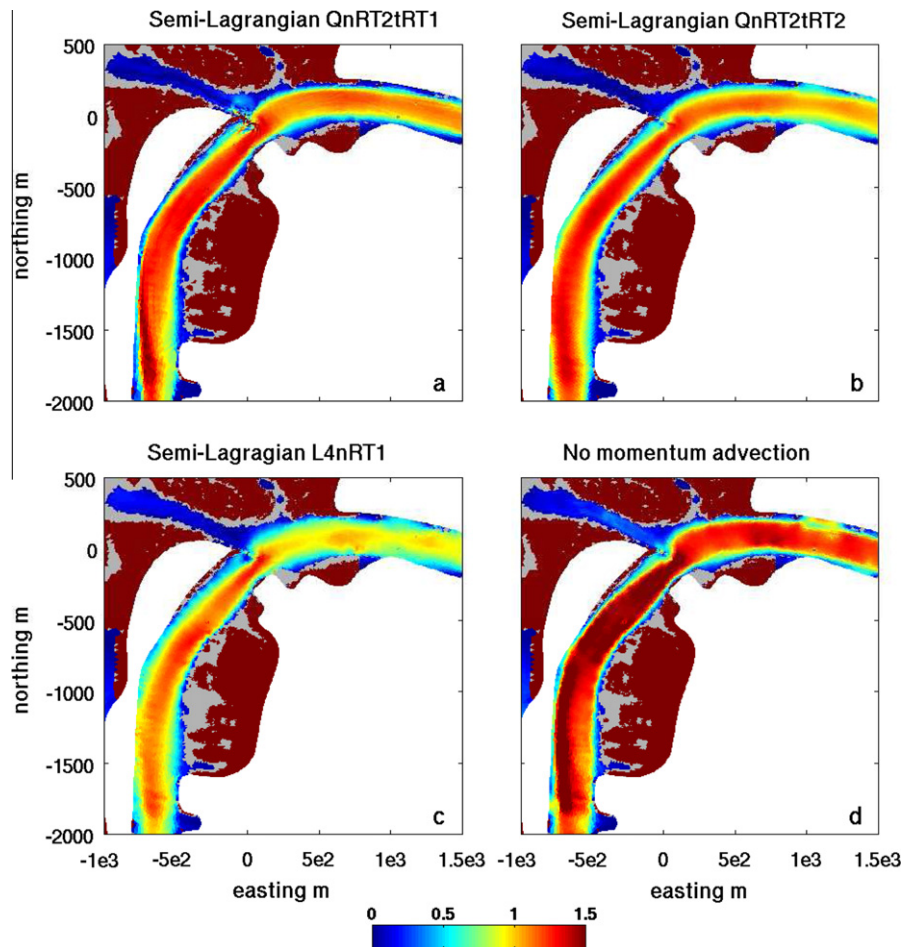 Semi-Lagrangian QnRT2tRT1
Semi-Lagrangian QnRT2tRT2
500
0
-500
-1000
-1500
-2000
northing m
a
b
Semi-Lagragian L4nRT1
No momentum advection
500
0
-500
-1000
-1500
-2000
northing m
c
d
-1e3 -5e2 0 5e2 1e3 1.5e3
-1e3 -5e2 0 5e2 1e3 1.5e3
easting m
easting m
0 0.5 1 1.5